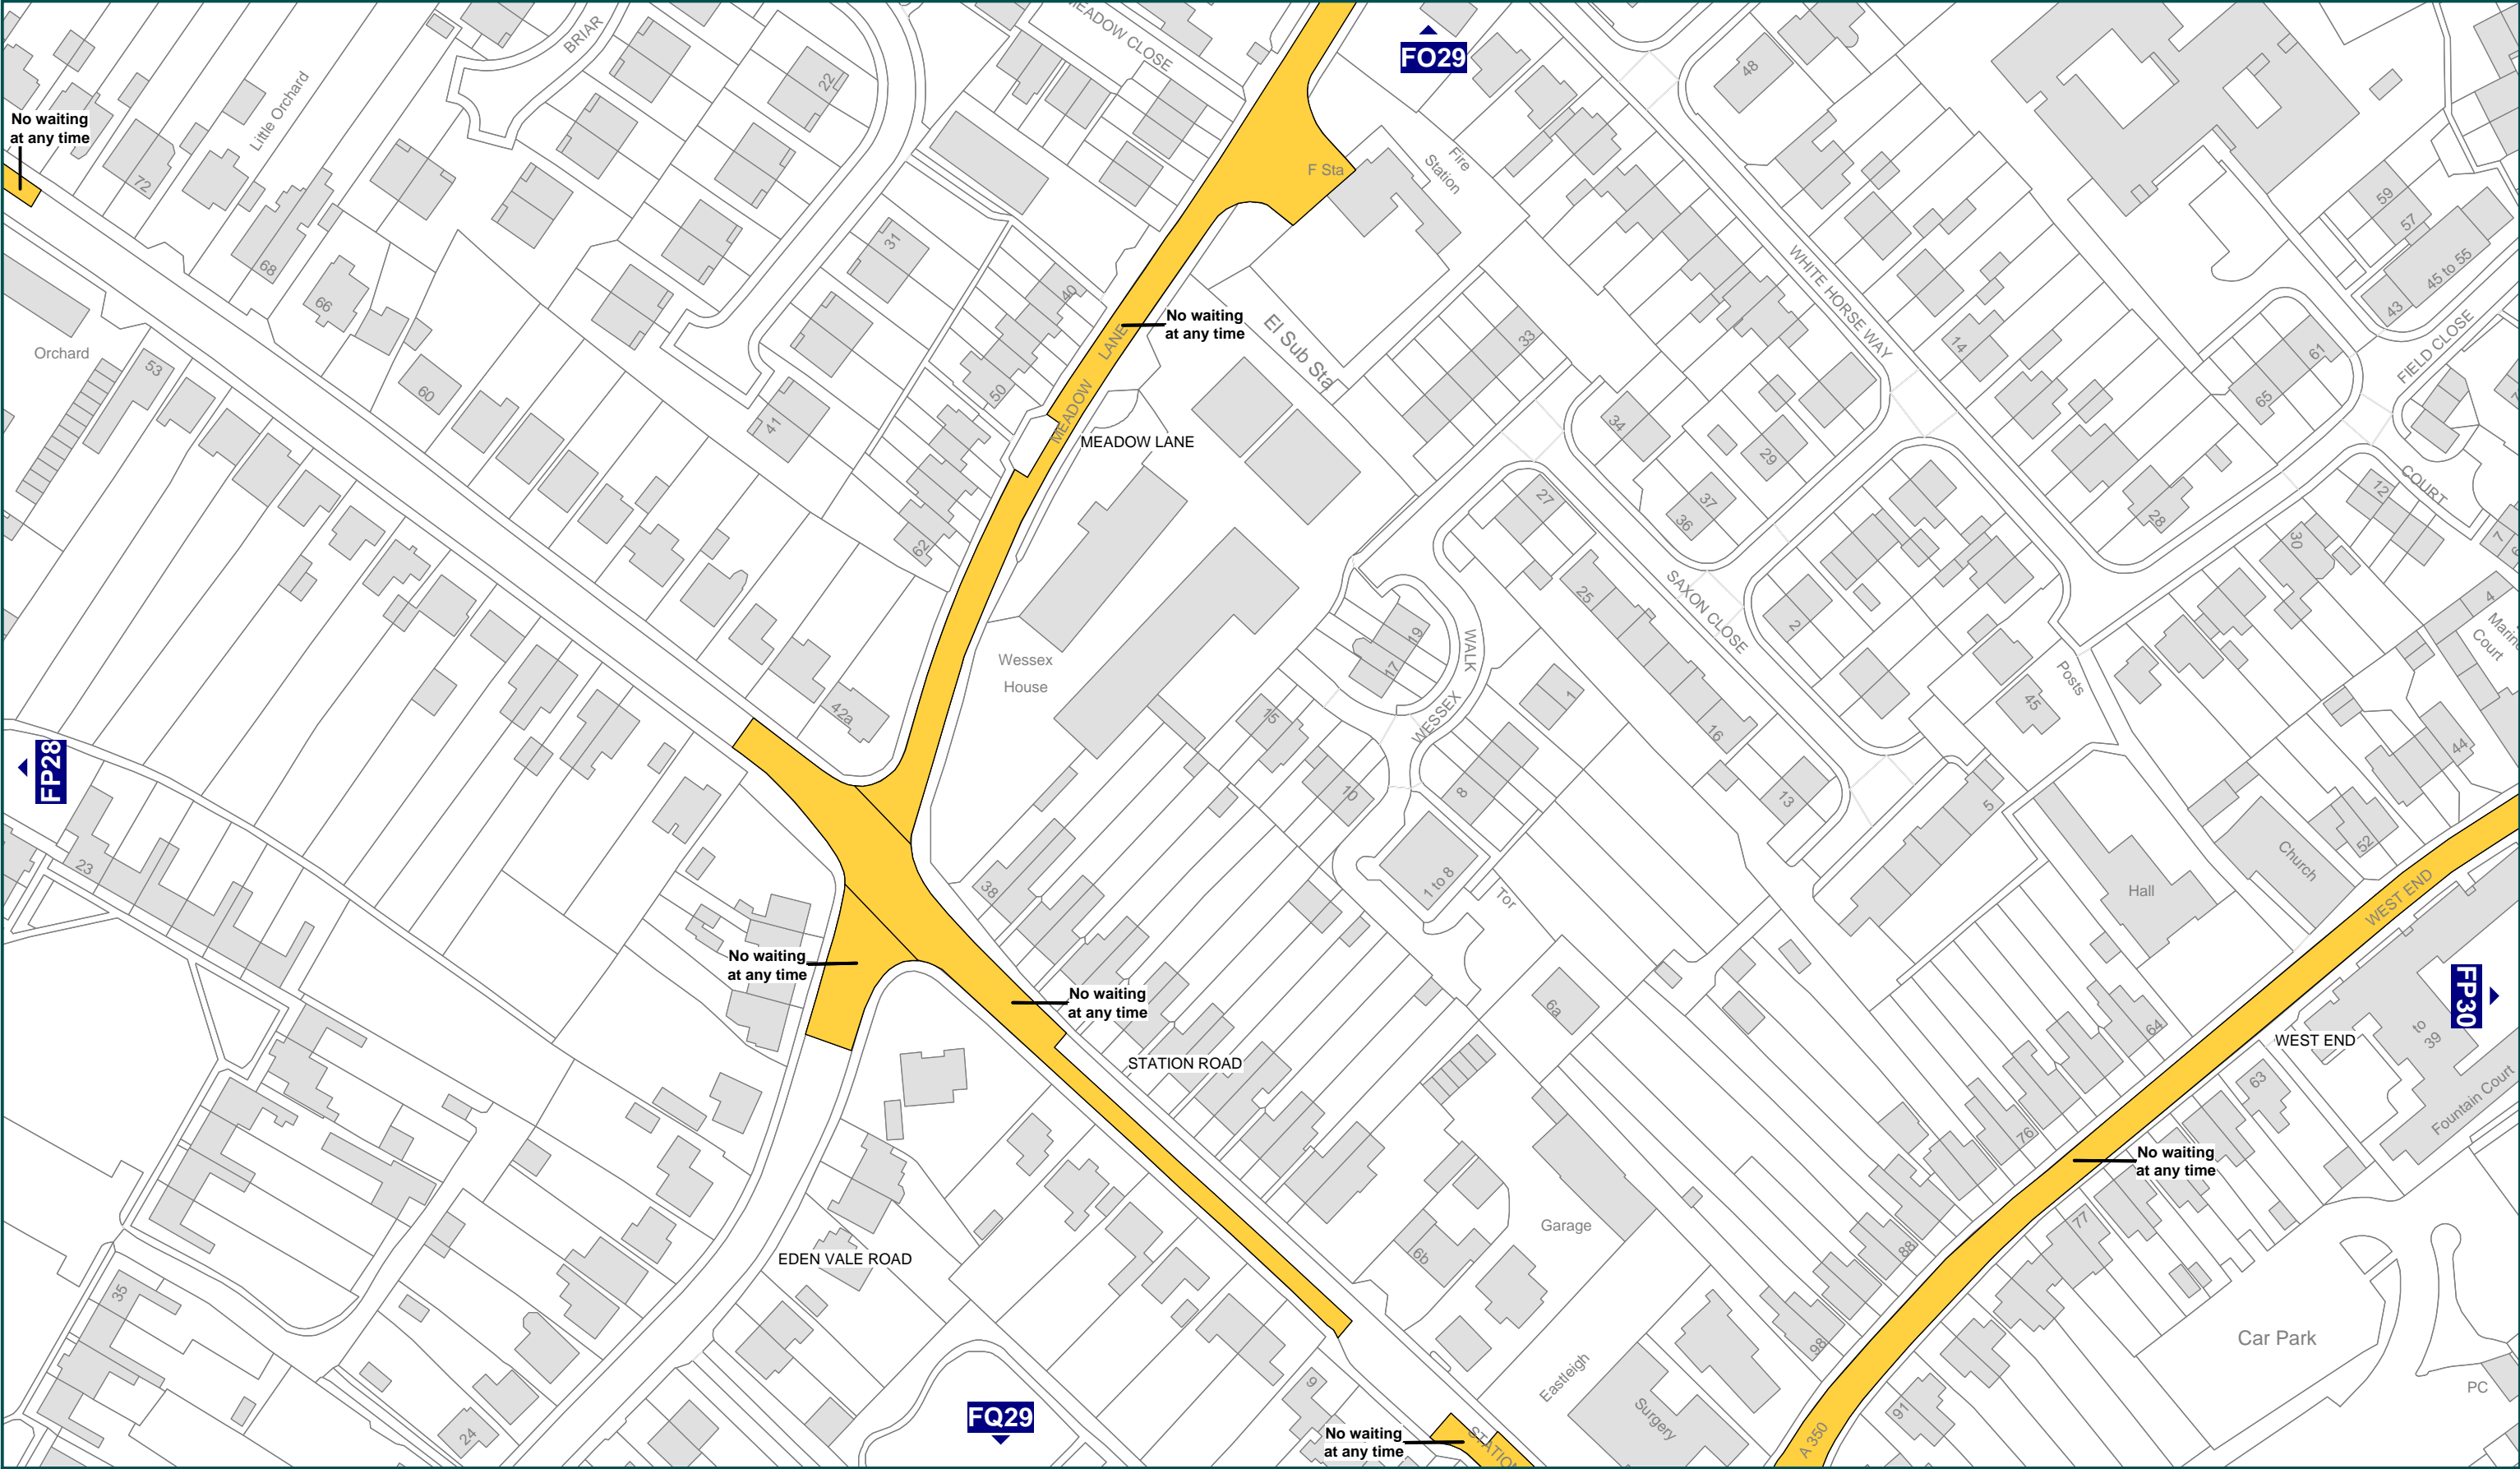 BRIAR
MEADOW CLOSE
FO29
48
22
Fire
Station
F Sta
No waiting
at any time
Little Orchard
72
68
66
60
Orchard
53
31
40
50
41
62
42a
LANE
MEADOW
No waiting
at any time
MEADOW LANE
El Sub Sta
33
WHITE HORSE WAY
59
57
45 to 55
43
FIELD CLOSE
14
61
65
34
29
37
36
27
25
28
12
COURT
30
7
4
Court
SAXON CLOSE
2
45
Posts
16
13
5
44
52
Church
Hall
Wessex
House
19
17
WALK
WESSEX
1
15
10
8
1 to 8
Tor
38
FP28
23
No waiting
at any time
No waiting
at any time
STATION ROAD
EDEN VALE ROAD
6a
6b
Garage
64
76
88
98
WEST END
WEST END
FP30
to
39
Fountain Court
63
77
91
No waiting
at any time
Car Park
PC
35
24
9
FQ29
No waiting
at any time
Eastleigh
Surgery
A 350